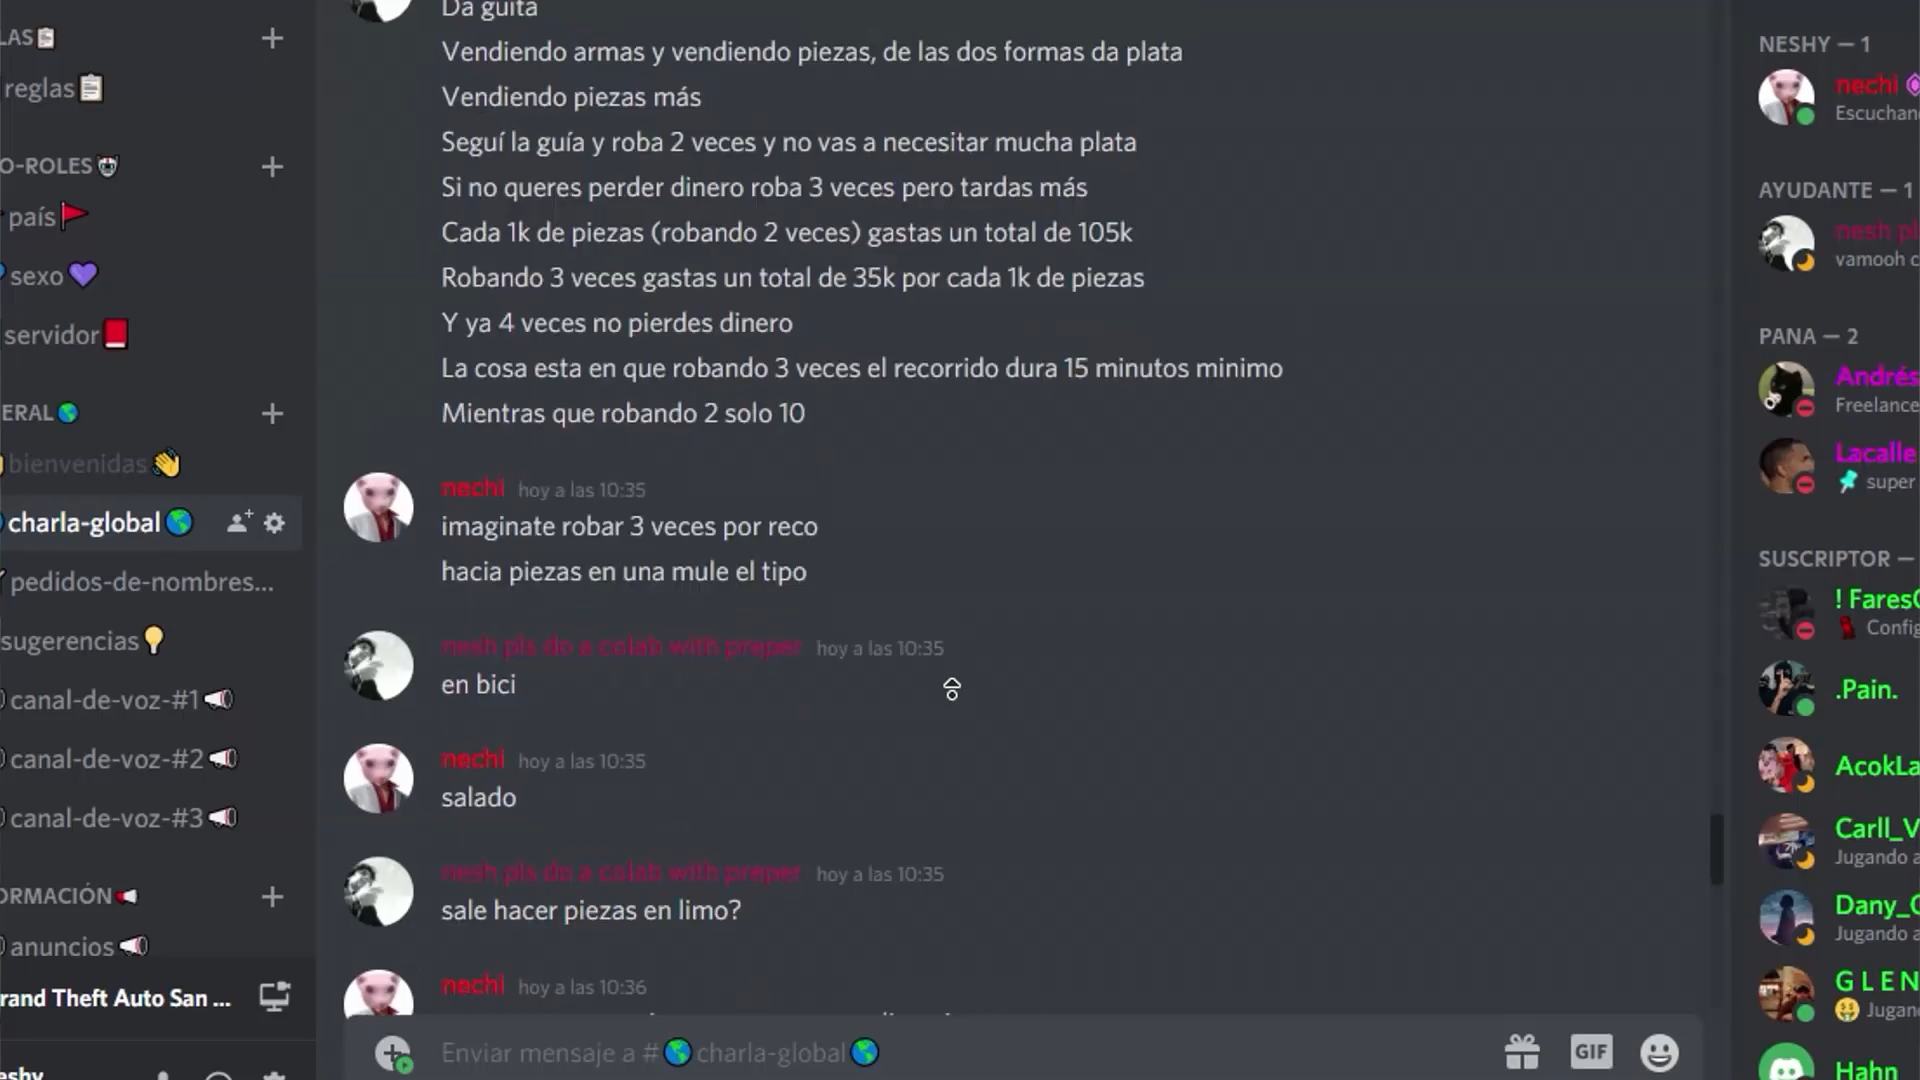 LAS📋
reglas📋
O-ROLES
país🚩
sexo💜
servidor📕
ERAL🌎
bienvenidas👋
charla-global🌎
pedidos-de-nombres...
sugerencias💡
canal-de-voz-#1📢
canal-de-voz-#2📢
canal-de-voz-#3📢
ORMACIÓN📢
anuncios📢
rand Theft Auto San ...
eshy
Da guita
Vendiendo armas y vendiendo piezas, de las dos formas da plata
Vendiendo piezas más
Seguí la guía y roba 2 veces y no vas a necesitar mucha plata
Si no queres perder dinero roba 3 veces pero tardas más
Cada 1k de piezas (robando 2 veces) gastas un total de 105k
Robando 3 veces gastas un total de 35k por cada 1k de piezas
Y ya 4 veces no pierdes dinero
La cosa esta en que robando 3 veces el recorrido dura 15 minutos minimo
Mientras que robando 2 solo 10
nechi hoy a las 10:35
imaginate robar 3 veces por reco
hacia piezas en una mule el tipo
nesh pls do a colab with preper hoy a las 10:35
en bici
nechi hoy a las 10:35
salado
nesh pls do a colab with preper hoy a las 10:35
sale hacer piezas en limo?
nechi hoy a las 10:36
Enviar mensaje a #🌎charla-global🌎
GIF
NESHY — 1
nechi
Escuchan
AYUDANTE — 1
nesh pl
vamooh c
PANA — 2
Andrés
Freelance
Lacalle
📌 super
SUSCRIPTOR —
! FaresC
Config
.Pain.
AcokLa
Carll_V
Jugando a
Dany_C
Jugando a
G L E N
🤑 Jugan
Hahn